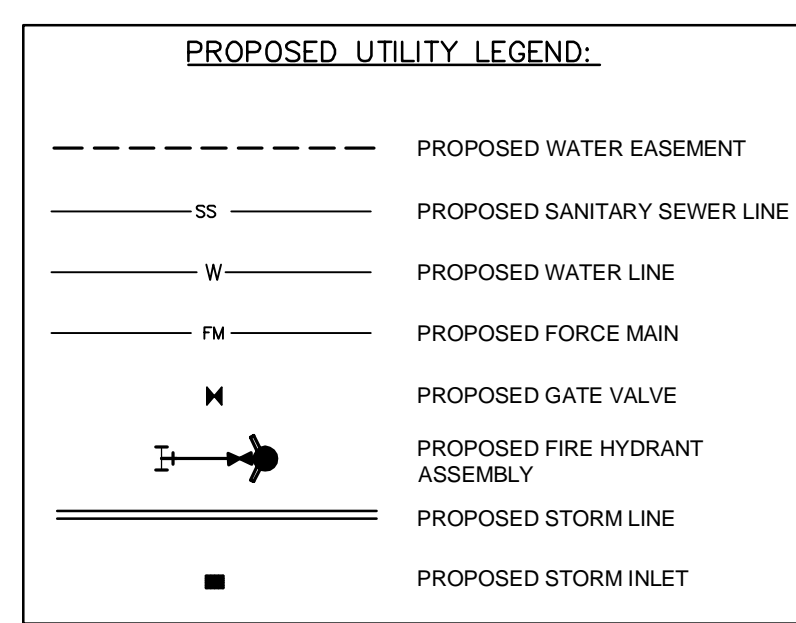 PROPOSED UTILITY LEGEND:
PROPOSED WATER EASEMENT
SS PROPOSED SANITARY SEWER LINE
W PROPOSED WATER LINE
FM PROPOSED FORCE MAIN
PROPOSED GATE VALVE
PROPOSED FIRE HYDRANT
ASSEMBLY
PROPOSED STORM LINE
PROPOSED STORM INLET